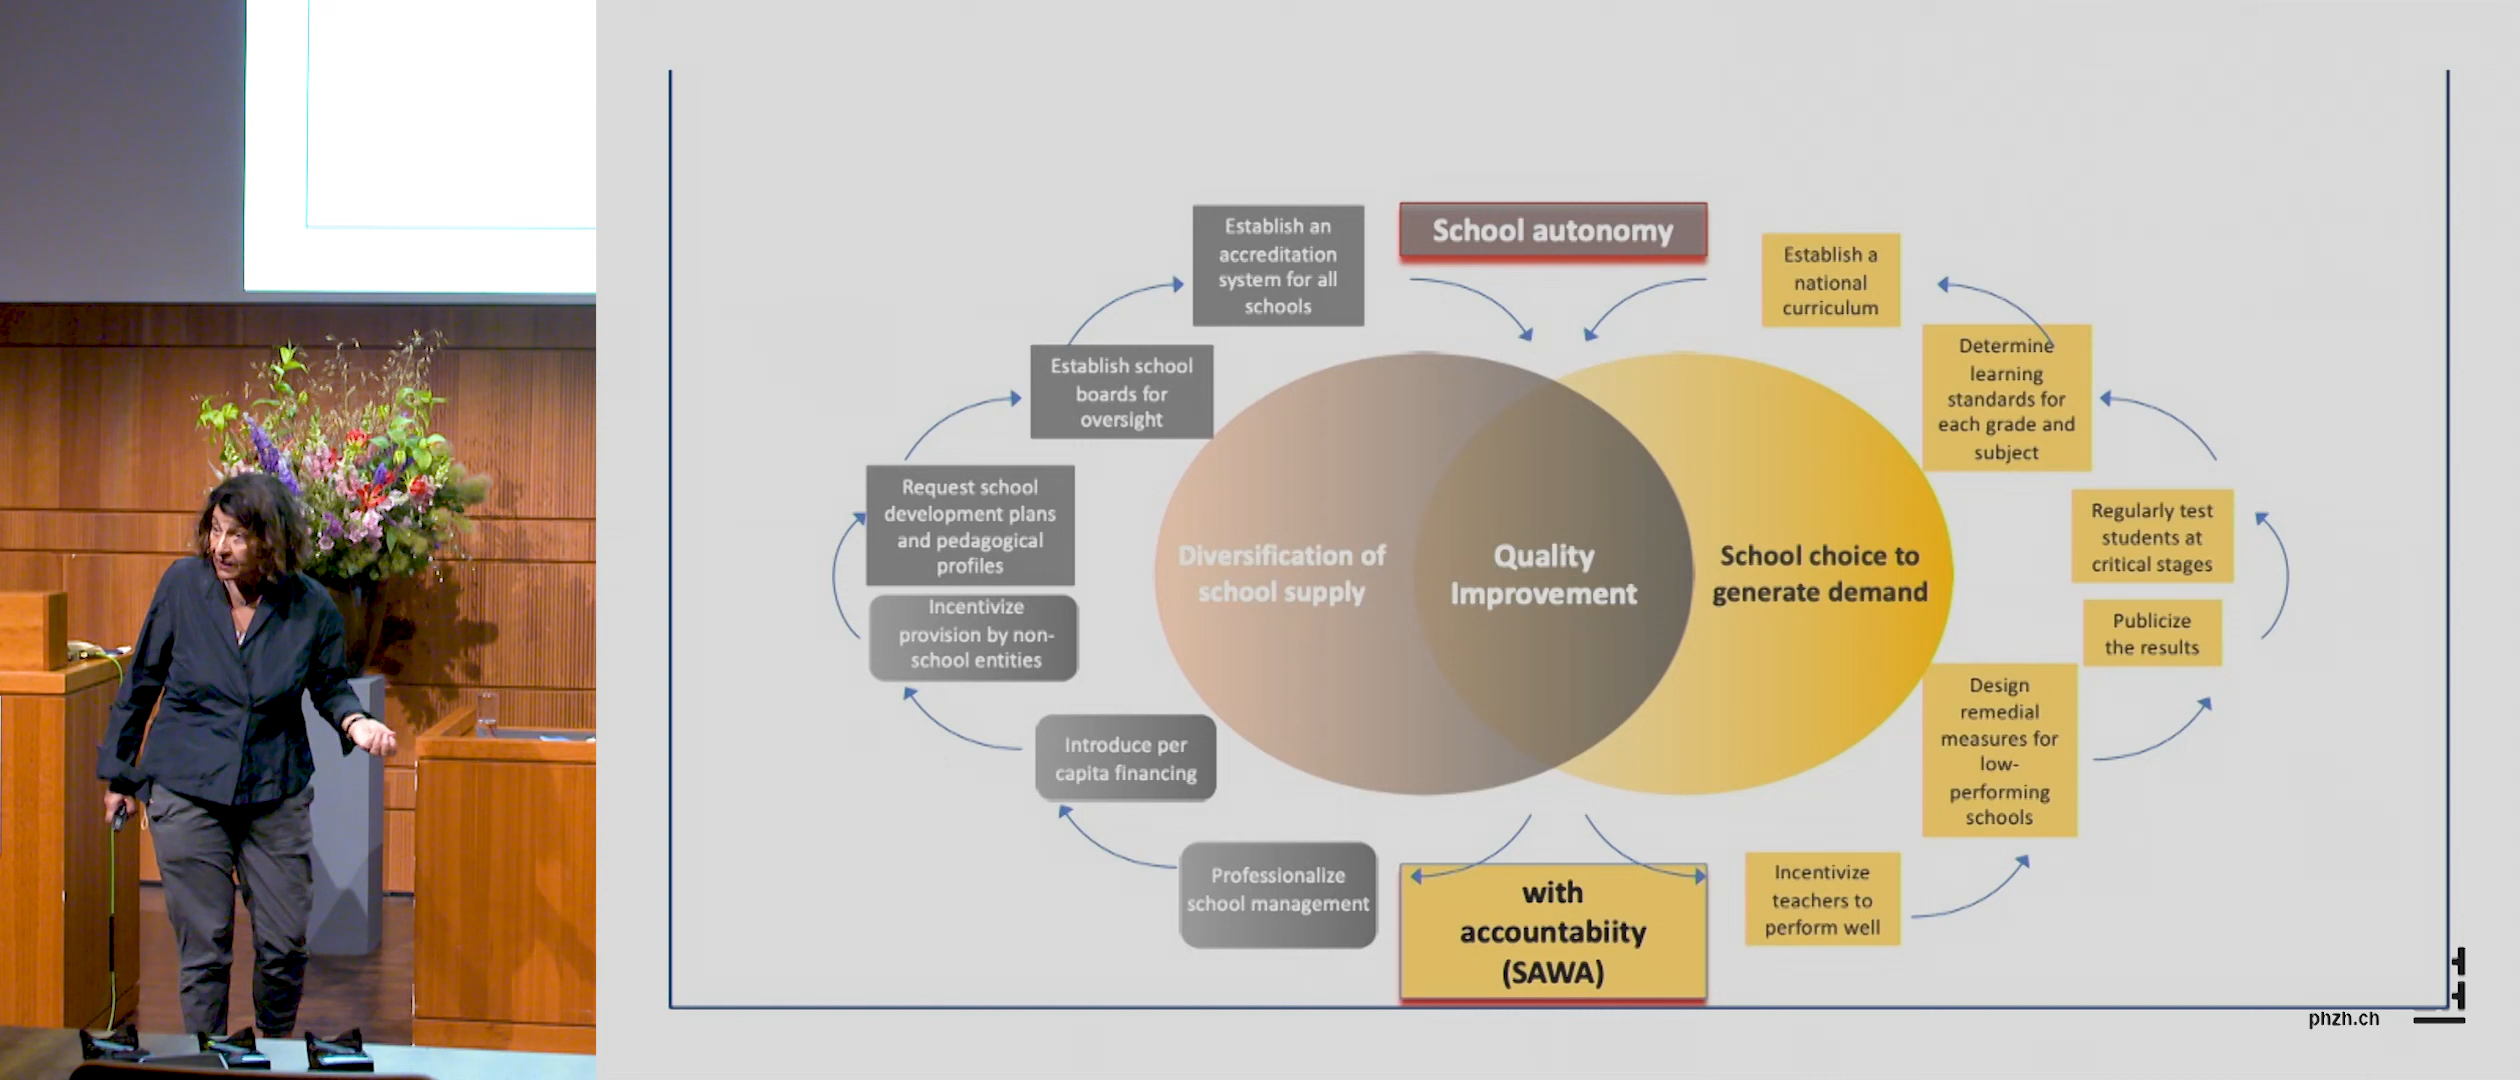 School autonomy
Establish an
accreditation
system for all
schools
Establish school
boards for
oversight
Request school
development plans
and pedagogical
profiles
Incentivize
provision by non-
school entities
Introduce per
capita financing
Professionalize
school management
Diversification of
school supply
Quality
Improvement
School choice to
generate demand
Establish a
national
curriculum
Determine
learning
standards for
each grade and
subject
Regularly test
students at
critical stages
Publicize
the results
Design
remedial
measures for
low-
performing
schools
Incentivize
teachers to
perform well
with
accountabiity
(SAWA)
phzh.ch